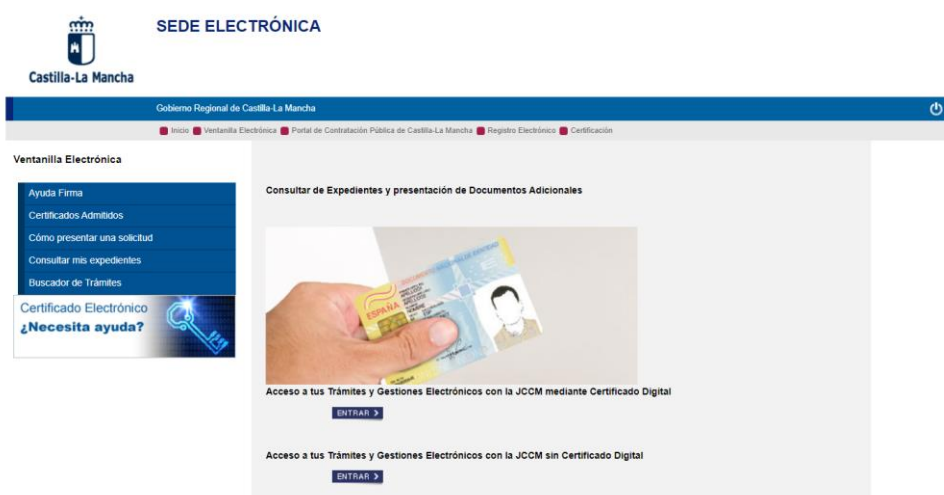 Castilla-La Mancha
SEDE ELECTRÓNICA
Gobierno Regional de Castilla-La Mancha
Inicio Ventanilla Electrónica Portal de Contratación Pública de Castilla-La Mancha Registro Electrónico Certificación
Ventanilla Electrónica
Ayuda Firma
Certificados Admitidos
Cómo presentar una solicitud
Consultar mis expedientes
Buscador de Trámites
Certificado Electrónico
¿Necesita ayuda?
Consultar de Expedientes y presentación de Documentos Adicionales
DOCUMENTO NACIONAL DE IDENTIDAD
ESPAÑA
Acceso a tus Trámites y Gestiones Electrónicos con la JCCM mediante Certificado Digital
ENTRAR >
Acceso a tus Trámites y Gestiones Electrónicos con la JCCM sin Certificado Digital
ENTRAR >